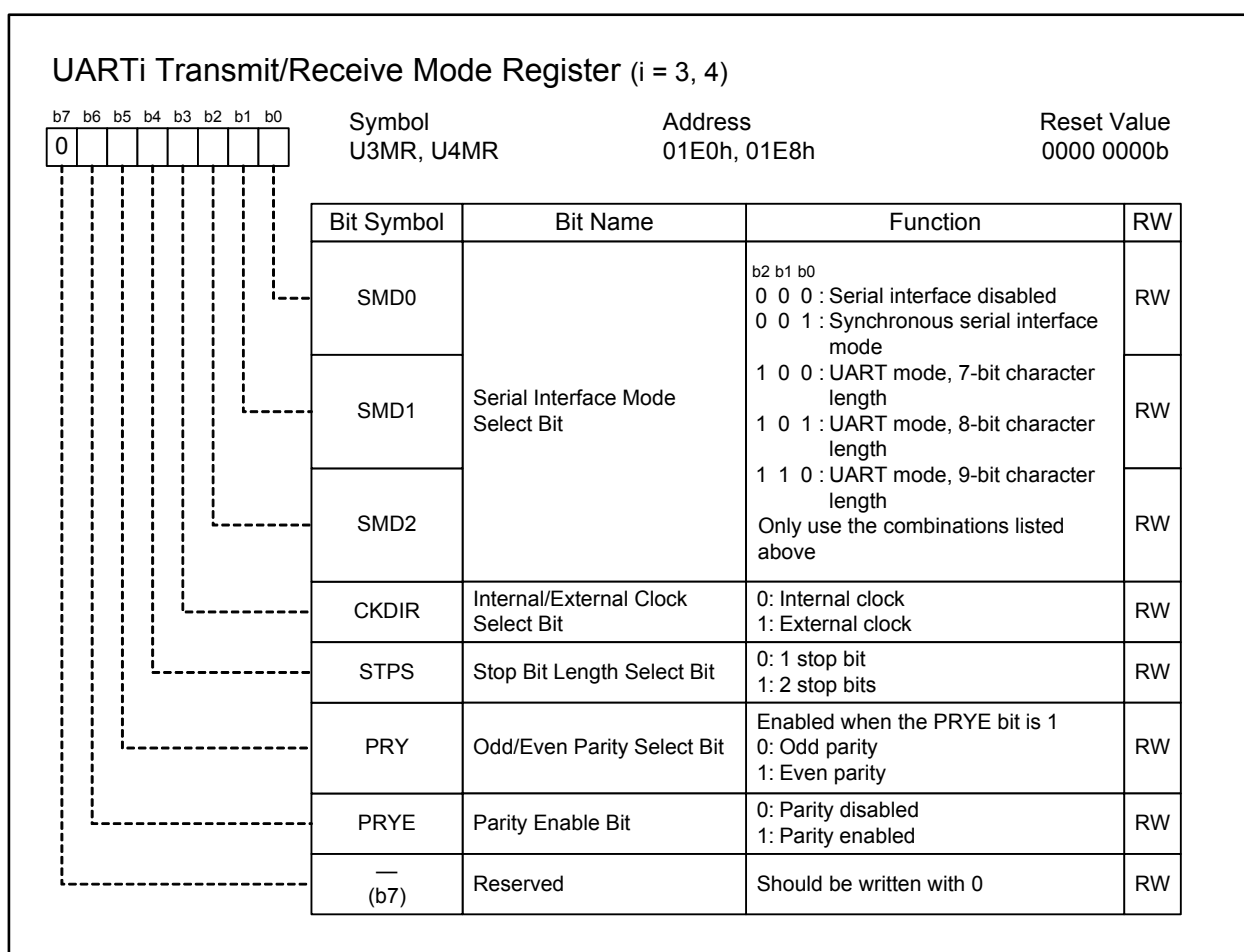 UARTi Transmit/Receive Mode Register (i = 3, 4)
b7 b6 b5 b4 b3 b2 b1 b0
0
Symbol Address Reset Value
U3MR, U4MR 01E0h, 01E8h 0000 0000b
Bit Symbol Bit Name Function RW
SMD0 RW
SMD1 RW
SMD2 RW
Serial Interface Mode
Select Bit
b2 b1 b0
0 0 0 : Serial interface disabled
0 0 1 : Synchronous serial interface
mode
1 0 0 : UART mode, 7-bit character
length
1 0 1 : UART mode, 8-bit character
length
1 1 0 : UART mode, 9-bit character
length
Only use the combinations listed
above
CKDIR
Internal/External Clock
Select Bit
0: Internal clock
1: External clock
RW
STPS
Stop Bit Length Select Bit
0: 1 stop bit
1: 2 stop bits
RW
PRY
Odd/Even Parity Select Bit
Enabled when the PRYE bit is 1
0: Odd parity
1: Even parity
RW
PRYE
Parity Enable Bit
0: Parity disabled
1: Parity enabled
RW
—
(b7)
Reserved
Should be written with 0
RW